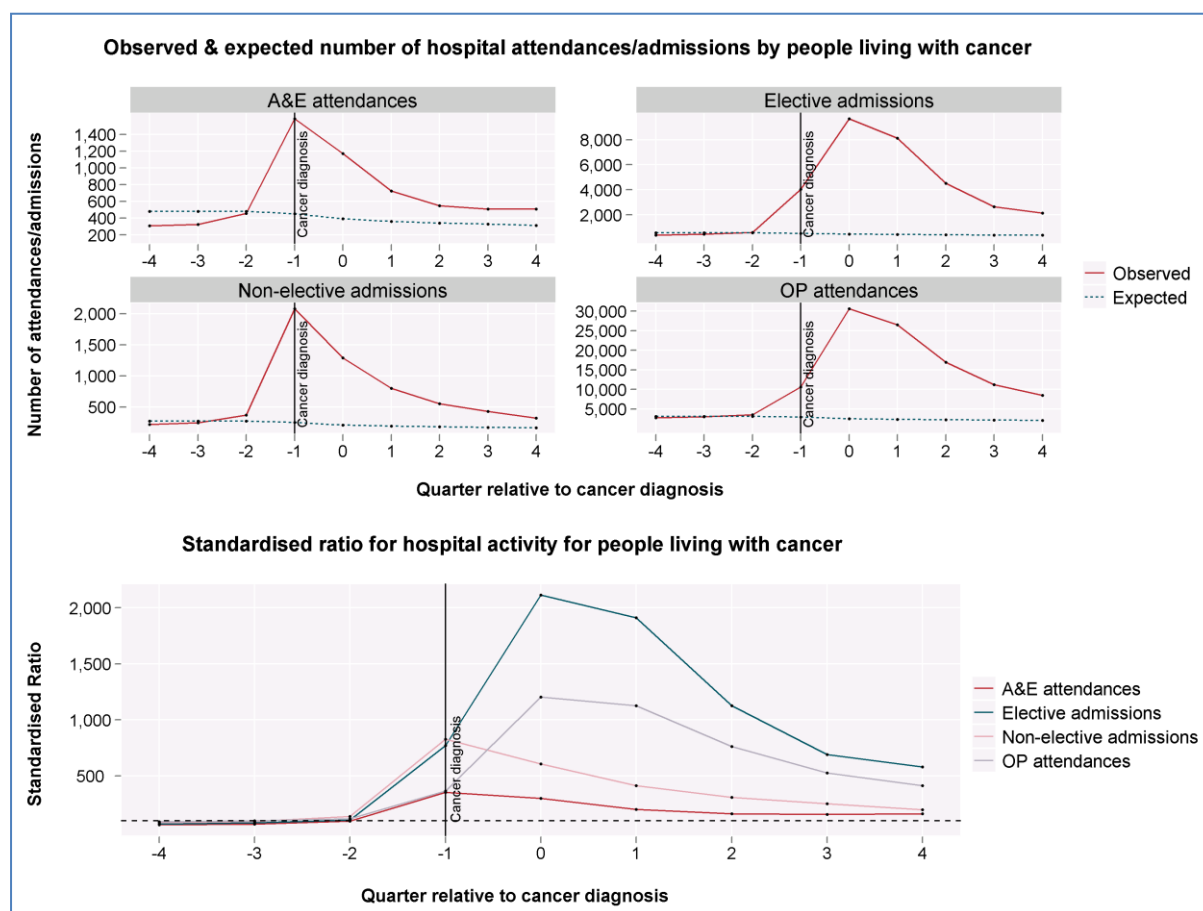 Observed & expected number of hospital attendances/admissions by people living with cancer
Number of attendances/admissions
A&E attendances
1,400
1,200
1,000
800
600
400
200
Cancer diagnosis
-4 -3 -2 -1 0 1 2 3 4
Elective admissions
8,000
6,000
4,000
2,000
Cancer diagnosis
-4 -3 -2 -1 0 1 2 3 4
Non-elective admissions
2,000
1,500
1,000
500
Cancer diagnosis
-4 -3 -2 -1 0 1 2 3 4
OP attendances
30,000
25,000
20,000
15,000
10,000
5,000
Cancer diagnosis
-4 -3 -2 -1 0 1 2 3 4
Observed
Expected
Quarter relative to cancer diagnosis
Standardised ratio for hospital activity for people living with cancer
Standardised Ratio
2,000
1,500
1,000
500
Cancer diagnosis
-4 -3 -2 -1 0 1 2 3 4
A&E attendances
Elective admissions
Non-elective admissions
OP attendances
Quarter relative to cancer diagnosis